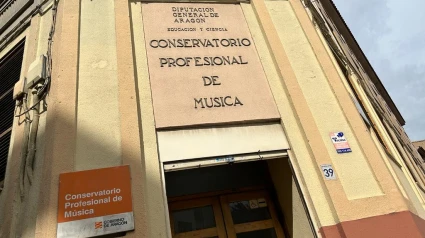 DIPUTACION
GENERAL DE
ARAGON
EDUCACION Y CIENCIA
CONSERVATORIO
PROFESIONAL
DE
MUSICA
39
Conservatorio
Profesional de
Música
GOBIERNO
DE ARAGON